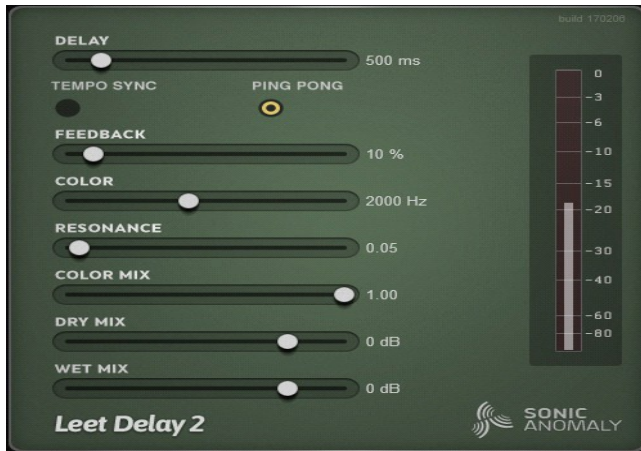 build 170206
DELAY
500 ms
TEMPO SYNC PING PONG
FEEDBACK
10 %
COLOR
2000 Hz
RESONANCE
0.05
COLOR MIX
1.00
DRY MIX
0 dB
WET MIX
0 dB
Leet Delay 2
0
-3
-6
-10
-15
-20
-30
-40
-60
-80
SONIC
ANOMALY